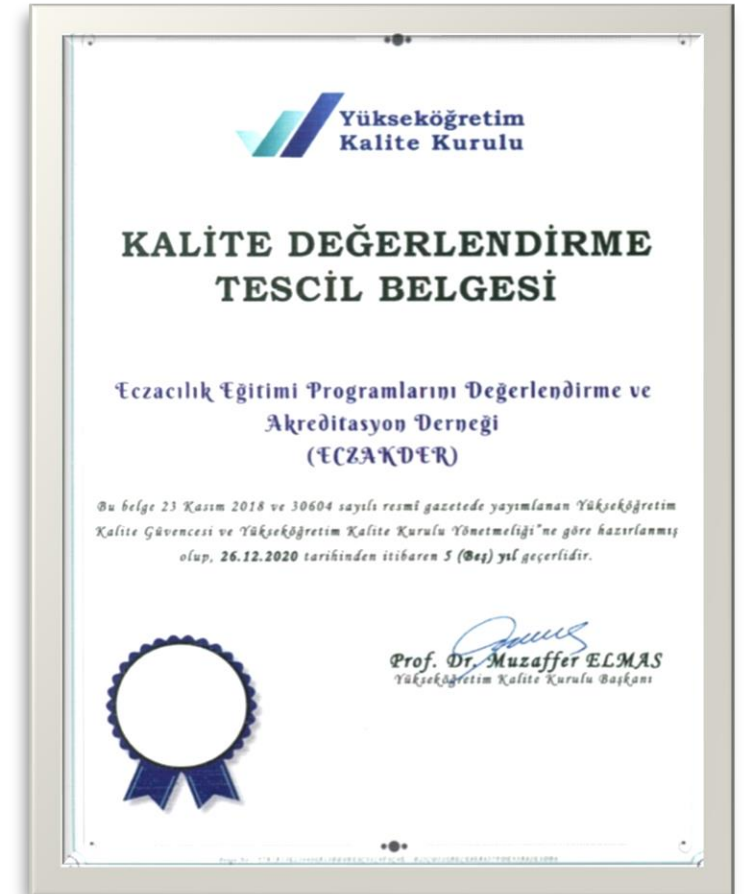 Yükseköğretim
Kalite Kurulu
KALİTE DEĞERLENDİRME
TESCİL BELGESİ
Eczacılık Eğitimi Programlarını Değerlendirme ve
Akreditasyon Derneği
(ECZAKDER)
Bu belge 23 Kasım 2018 ve 30604 sayılı resmî gazetede yayımlanan Yükseköğretim
Kalite Güvencesi ve Yükseköğretim Kalite Kurulu Yönetmeliği"ne göre hazırlanmış
olup, 26.12.2020 tarihinden itibaren 5 (Beş) yıl geçerlidir.
Prof. Dr. Muzaffer ELMAS
Yükseköğretim Kalite Kurulu Başkanı